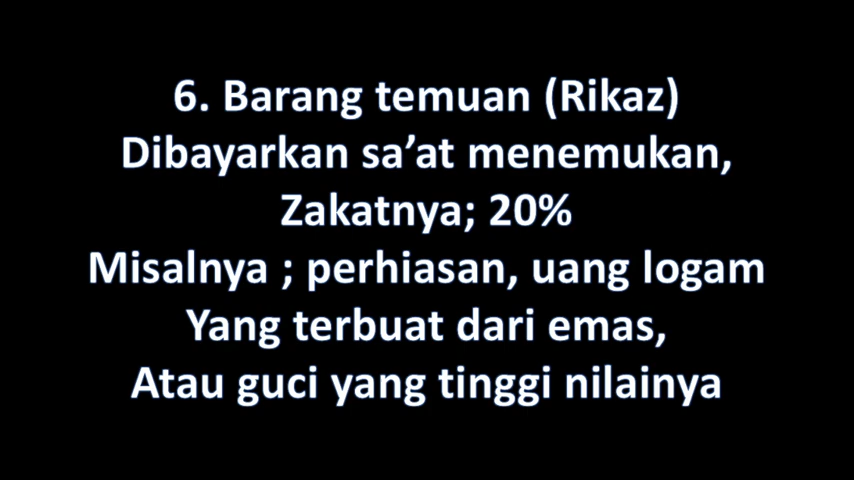 6. Barang temuan (Rikaz)
Dibayarkan sa’at menemukan,
Zakatnya; 20%
Misalnya ; perhiasan, uang logam
Yang terbuat dari emas,
Atau guci yang tinggi nilainya